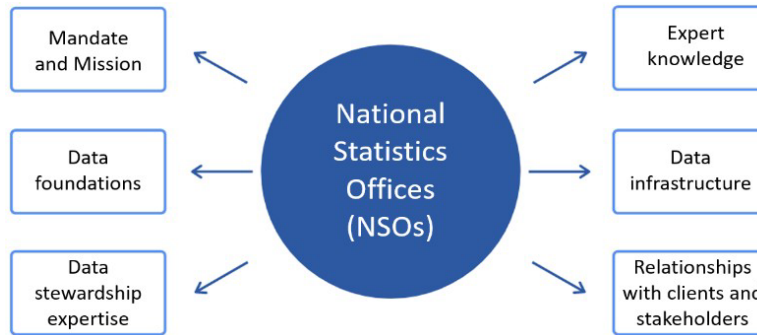 Mandate
and Mission
Data
foundations
Data
stewardship
expertise
National
Statistics
Offices
(NSOs)
Expert
knowledge
Data
infrastructure
Relationships
with clients and
stakeholders